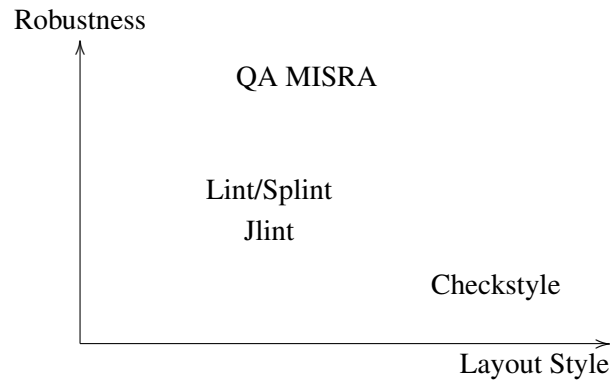 Robustness
QA MISRA
Lint/Splint
Jlint
Checkstyle
Layout Style